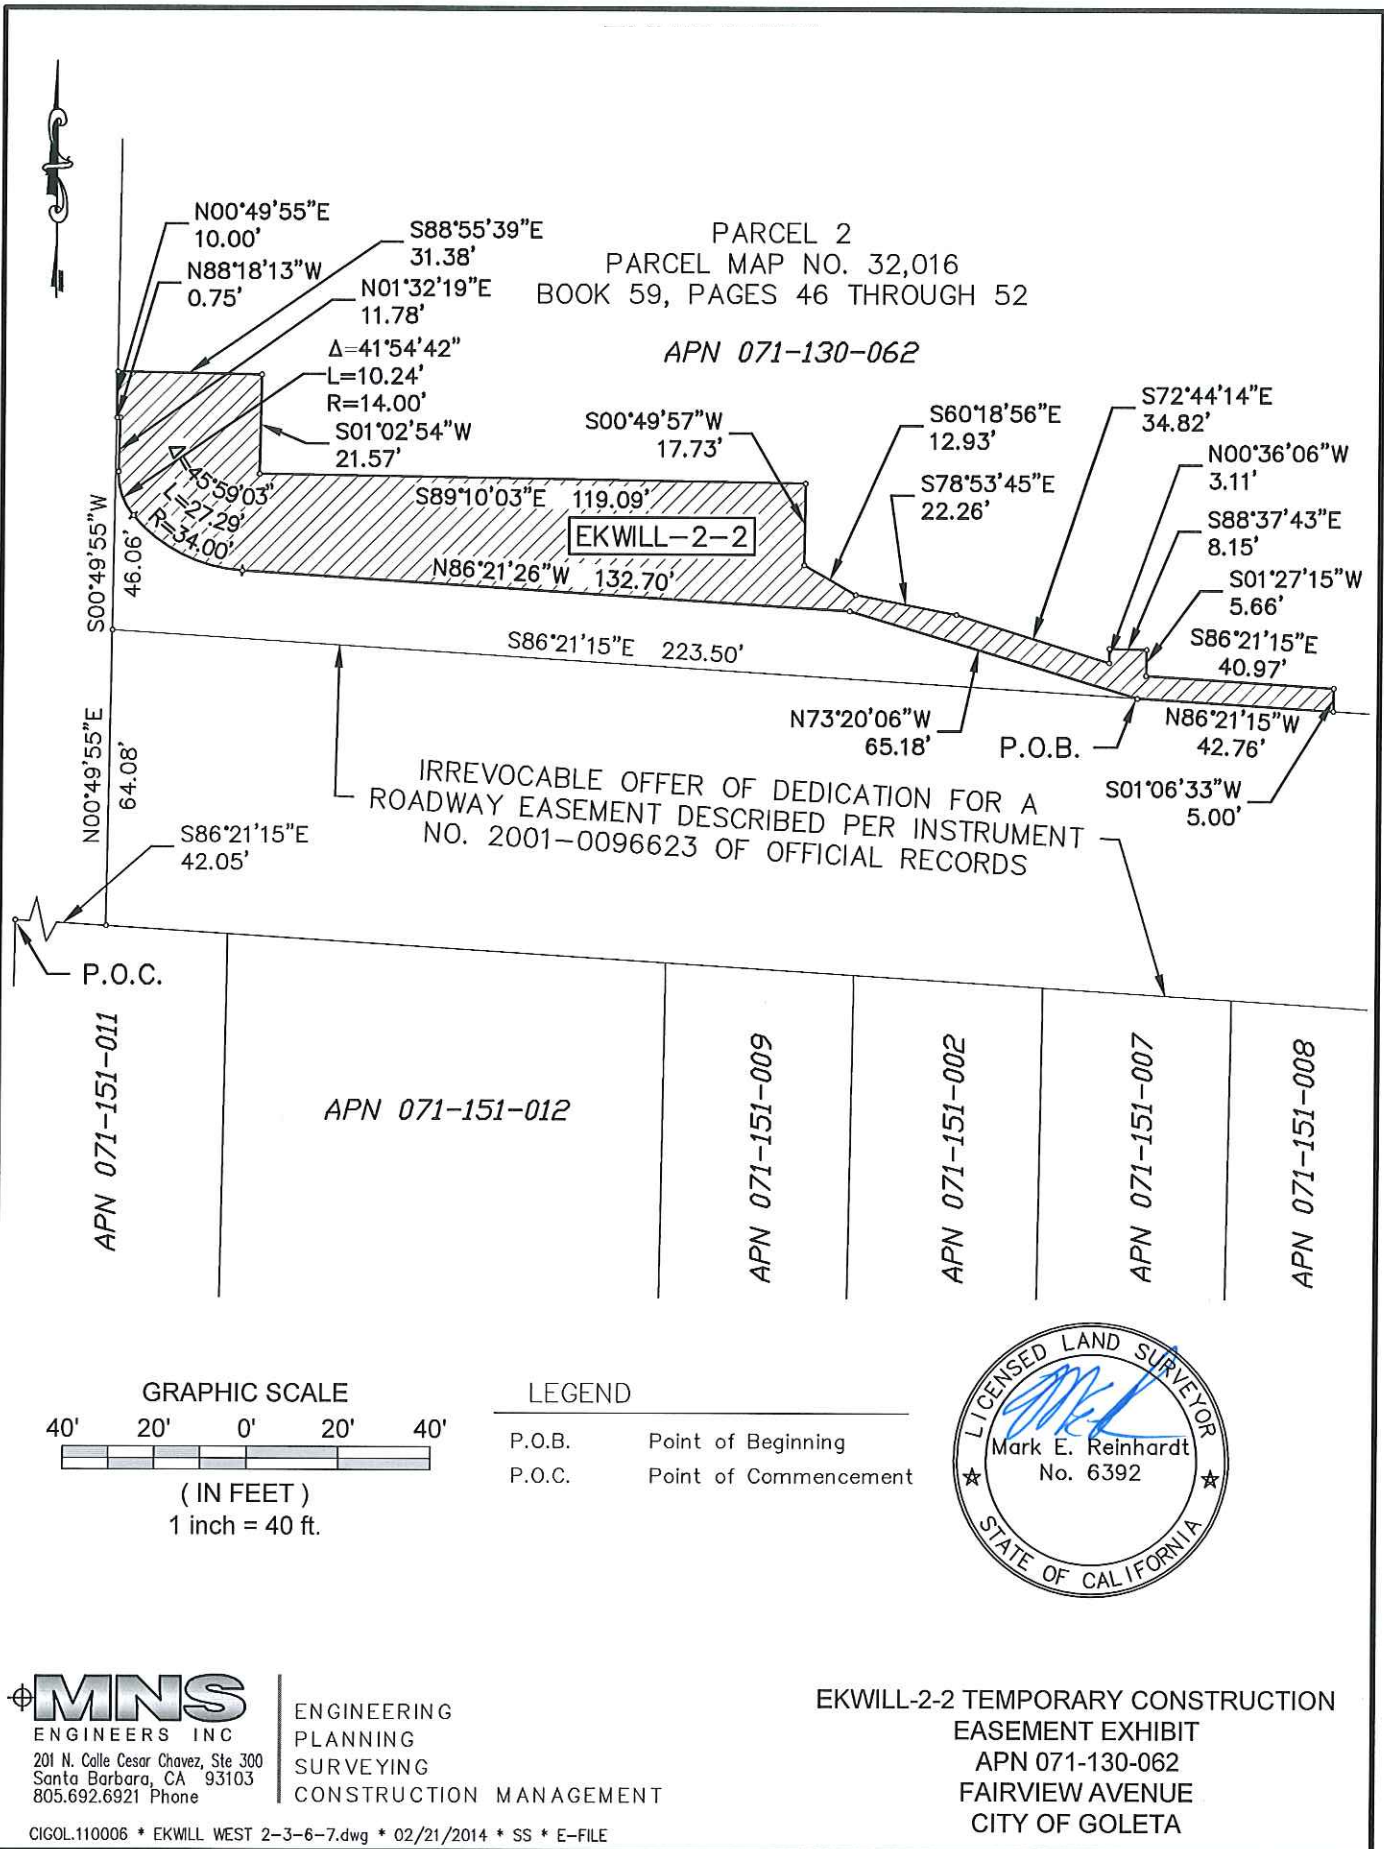 N00°49'55"E
10.00'
N88°18'13"W
0.75'
S88°55'39"E
31.38'
N01°32'19"E
11.78'
Δ=41°54'42"
L=10.24'
R=14.00'
S01°02'54"W
21.57'
PARCEL 2
PARCEL MAP NO. 32,016
BOOK 59, PAGES 46 THROUGH 52
APN 071-130-062
S00°49'57"W
17.73'
S60°18'56"E
12.93'
S78°53'45"E
22.26'
S72°44'14"E
34.82'
N00°36'06"W
3.11'
S88°37'43"E
8.15'
S01°27'15"W
5.66'
S86°21'15"E
40.97'
Δ=45°59'03"
L=27.29'
R=34.00'
S89°10'03"E 119.09'
EKWILL-2-2
N86°21'26"W 132.70'
S00°49'55"W
46.06'
S86°21'15"E 223.50'
N73°20'06"W
65.18'
P.O.B.
N86°21'15"W
42.76'
S01°06'33"W
5.00'
N00°49'55"E
64.08'
IRREVOCABLE OFFER OF DEDICATION FOR A
ROADWAY EASEMENT DESCRIBED PER INSTRUMENT
NO. 2001-0096623 OF OFFICIAL RECORDS
S86°21'15"E
42.05'
P.O.C.
APN 071-151-011
APN 071-151-012
APN 071-151-009
APN 071-151-002
APN 071-151-007
APN 071-151-008
GRAPHIC SCALE
40' 20' 0' 20' 40'
( IN FEET )
1 inch = 40 ft.
LEGEND
P.O.B. Point of Beginning
P.O.C. Point of Commencement
LICENSED LAND SURVEYOR
Mark E. Reinhardt
No. 6392
STATE OF CALIFORNIA
MNS
ENGINEERS INC
201 N. Calle Cesar Chavez, Ste 300
Santa Barbara, CA 93103
805.692.6921 Phone
ENGINEERING
PLANNING
SURVEYING
CONSTRUCTION MANAGEMENT
EKWILL-2-2 TEMPORARY CONSTRUCTION
EASEMENT EXHIBIT
APN 071-130-062
FAIRVIEW AVENUE
CITY OF GOLETA
CIGOL.110006 * EKWILL WEST 2-3-6-7.dwg * 02/21/2014 * SS * E-FILE